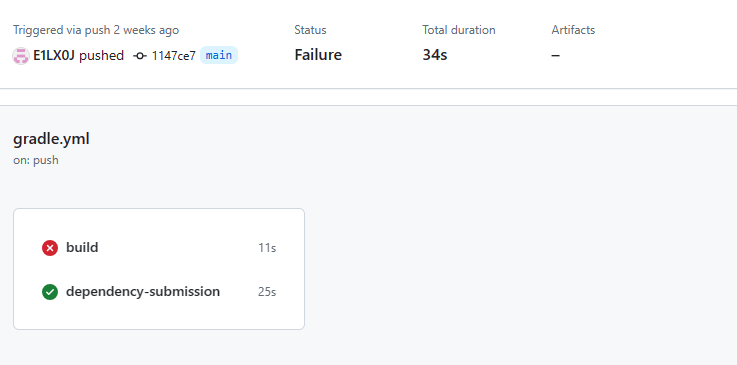 Triggered via push 2 weeks ago
E1LX0J pushed 1147ce7 main
Status
Failure
Total duration
34s
Artifacts
–
gradle.yml
on: push
build 11s
dependency-submission 25s